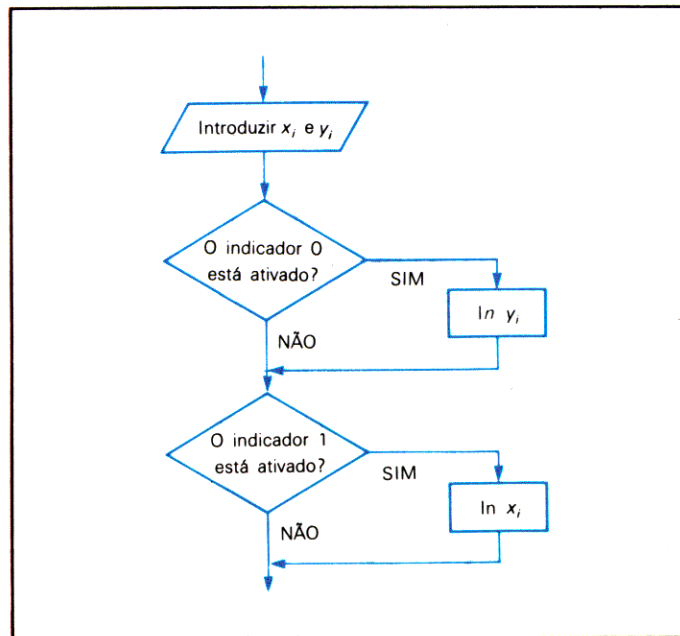 Introduzir xᵢ e yᵢ
O indicador 0
está ativado?
SIM
ln yᵢ
NÃO
O indicador 1
está ativado?
SIM
ln xᵢ
NÃO